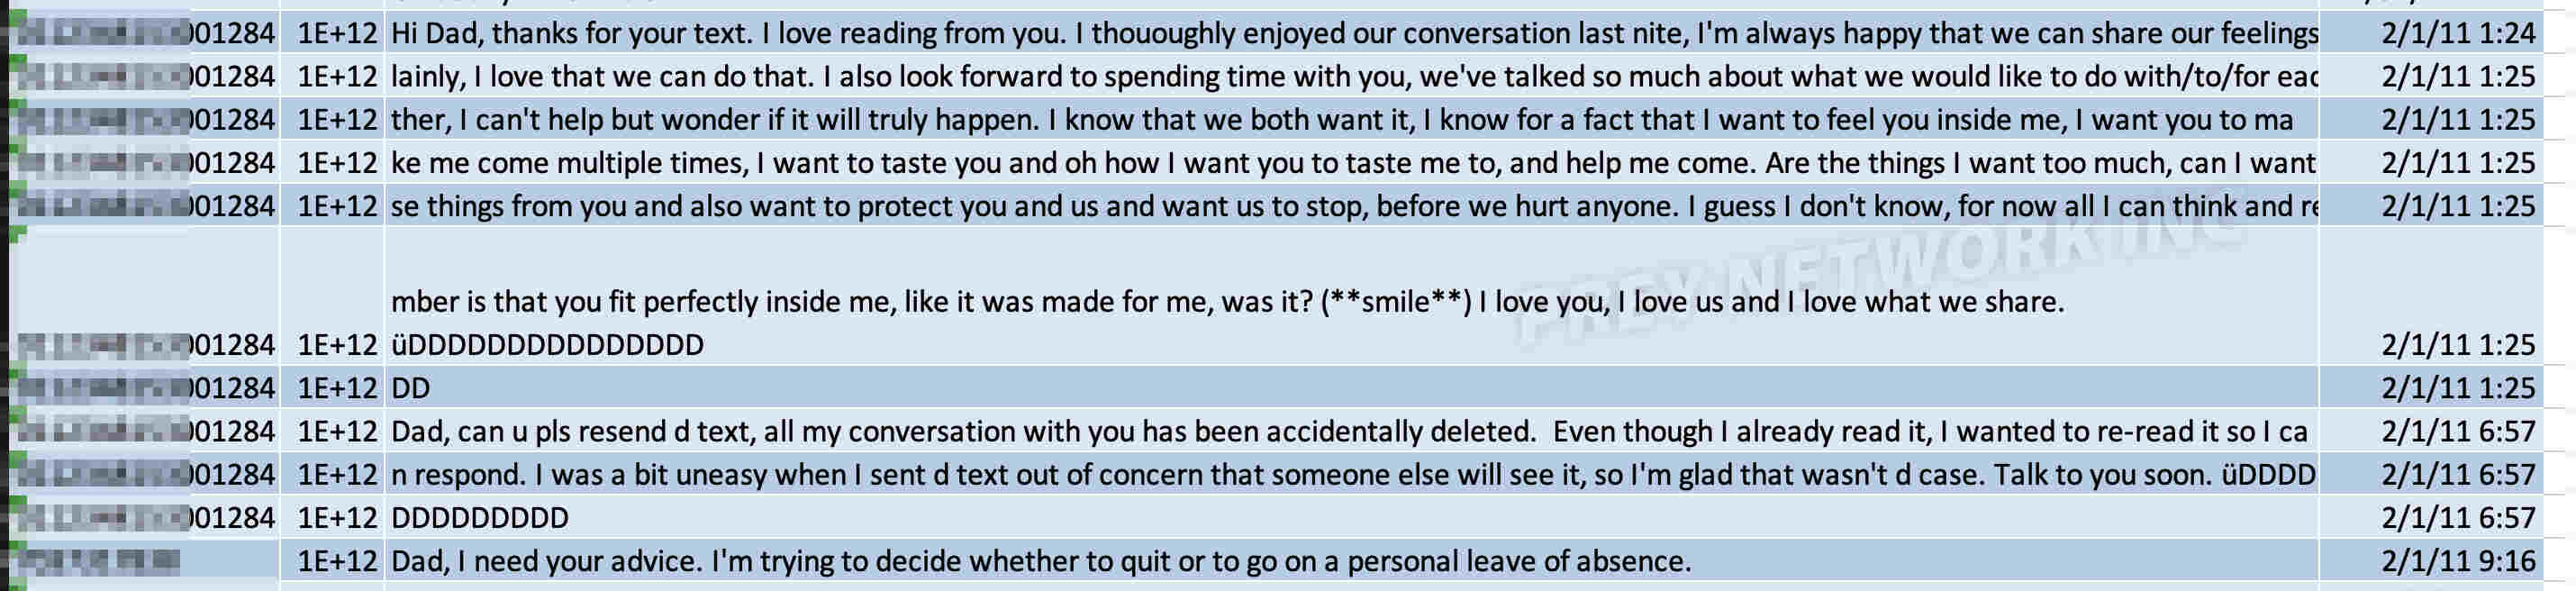 001284 1E+12 Hi Dad, thanks for your text. I love reading from you. I thououghly enjoyed our conversation last nite, I'm always happy that we can share our feelings 2/1/11 1:24
001284 1E+12 lainly, I love that we can do that. I also look forward to spending time with you, we've talked so much about what we would like to do with/to/for eac 2/1/11 1:25
001284 1E+12 ther, I can't help but wonder if it will truly happen. I know that we both want it, I know for a fact that I want to feel you inside me, I want you to ma 2/1/11 1:25
001284 1E+12 ke me come multiple times, I want to taste you and oh how I want you to taste me to, and help me come. Are the things I want too much, can I want 2/1/11 1:25
001284 1E+12 se things from you and also want to protect you and us and want us to stop, before we hurt anyone. I guess I don't know, for now all I can think and re 2/1/11 1:25
PREY NETWORK INC
mber is that you fit perfectly inside me, like it was made for me, was it? (**smile**) I love you, I love us and I love what we share.
001284 1E+12 üDDDDDDDDDDDDDDD 2/1/11 1:25
001284 1E+12 DD 2/1/11 1:25
001284 1E+12 Dad, can u pls resend d text, all my conversation with you has been accidentally deleted.  Even though I already read it, I wanted to re-read it so I ca 2/1/11 6:57
001284 1E+12 n respond. I was a bit uneasy when I sent d text out of concern that someone else will see it, so I'm glad that wasn't d case. Talk to you soon. üDDDD 2/1/11 6:57
001284 1E+12 DDDDDDDDD 2/1/11 6:57
1E+12 Dad, I need your advice. I'm trying to decide whether to quit or to go on a personal leave of absence. 2/1/11 9:16